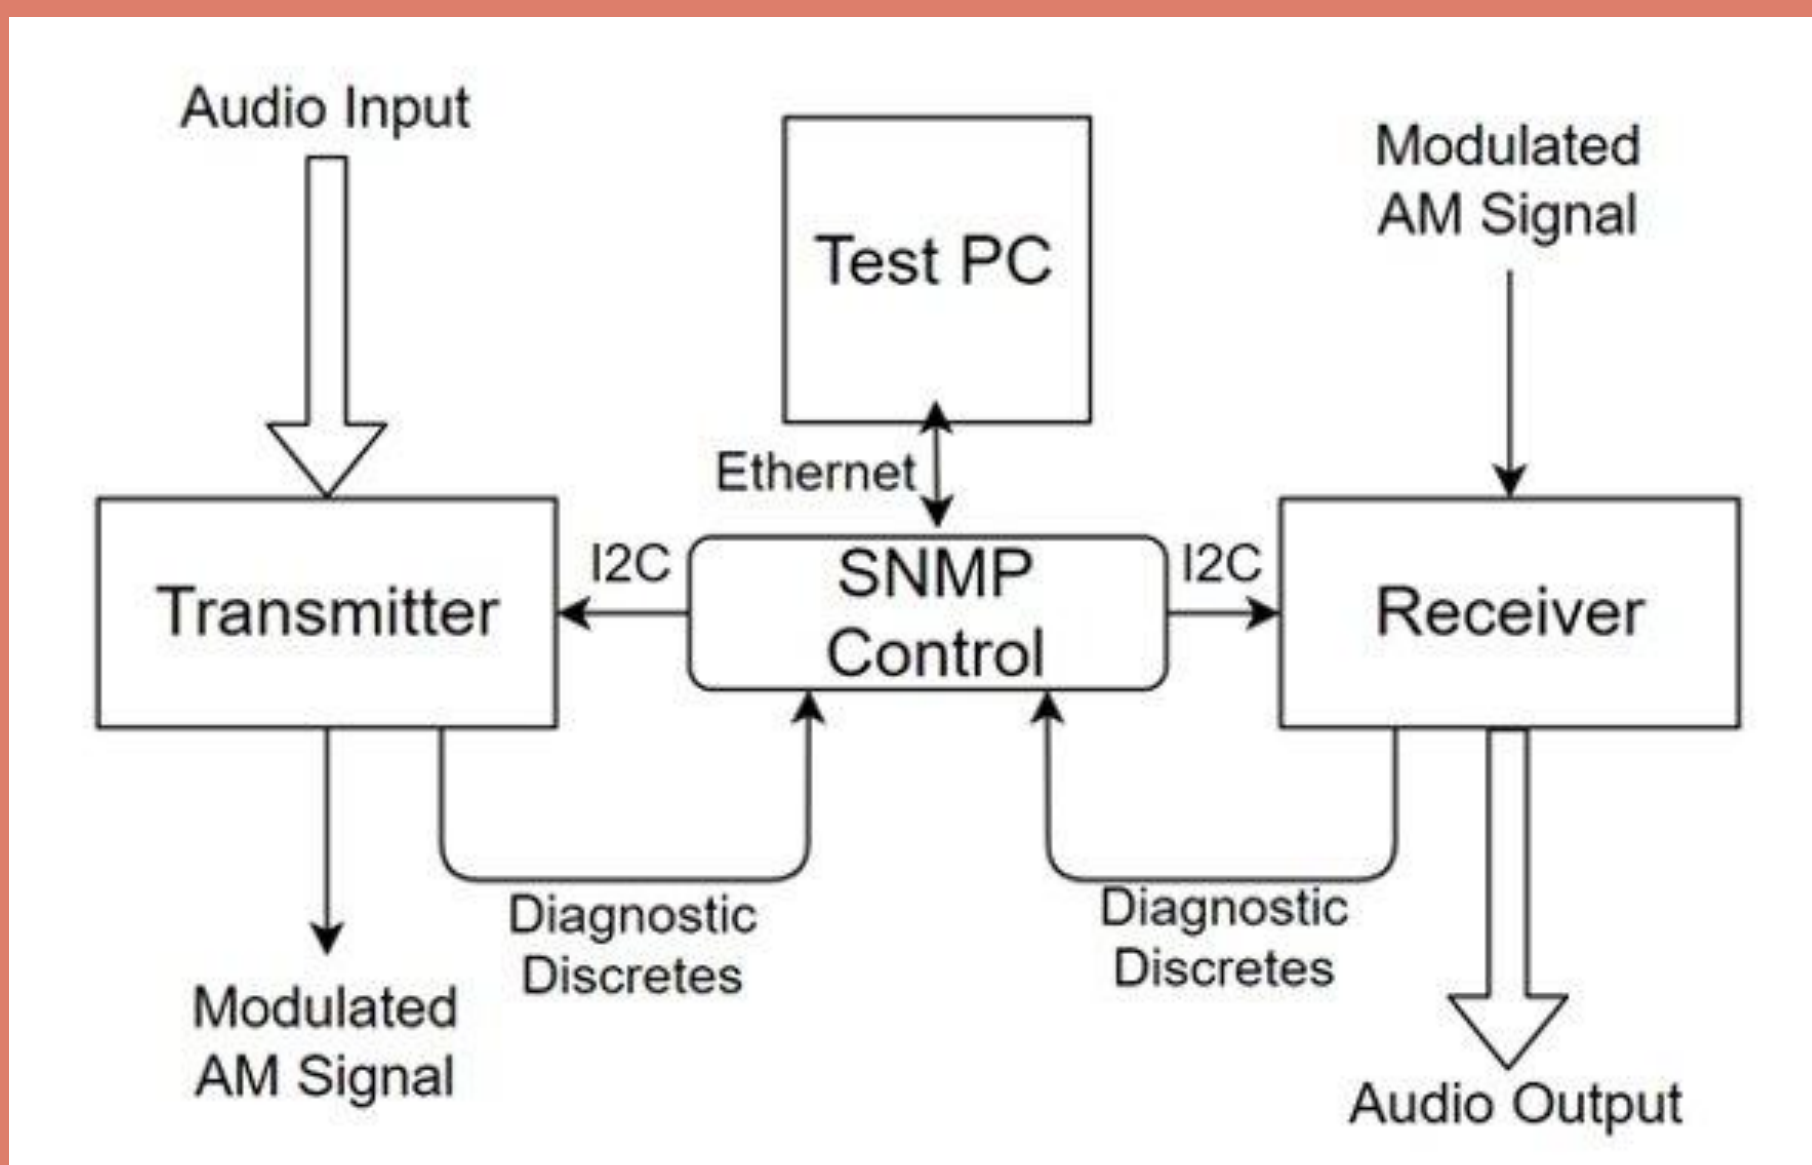 Audio Input
Test PC
Modulated
AM Signal
Ethernet
I2C
SNMP
Control
I2C
Transmitter
Receiver
Diagnostic
Discretes
Diagnostic
Discretes
Modulated
AM Signal
Audio Output